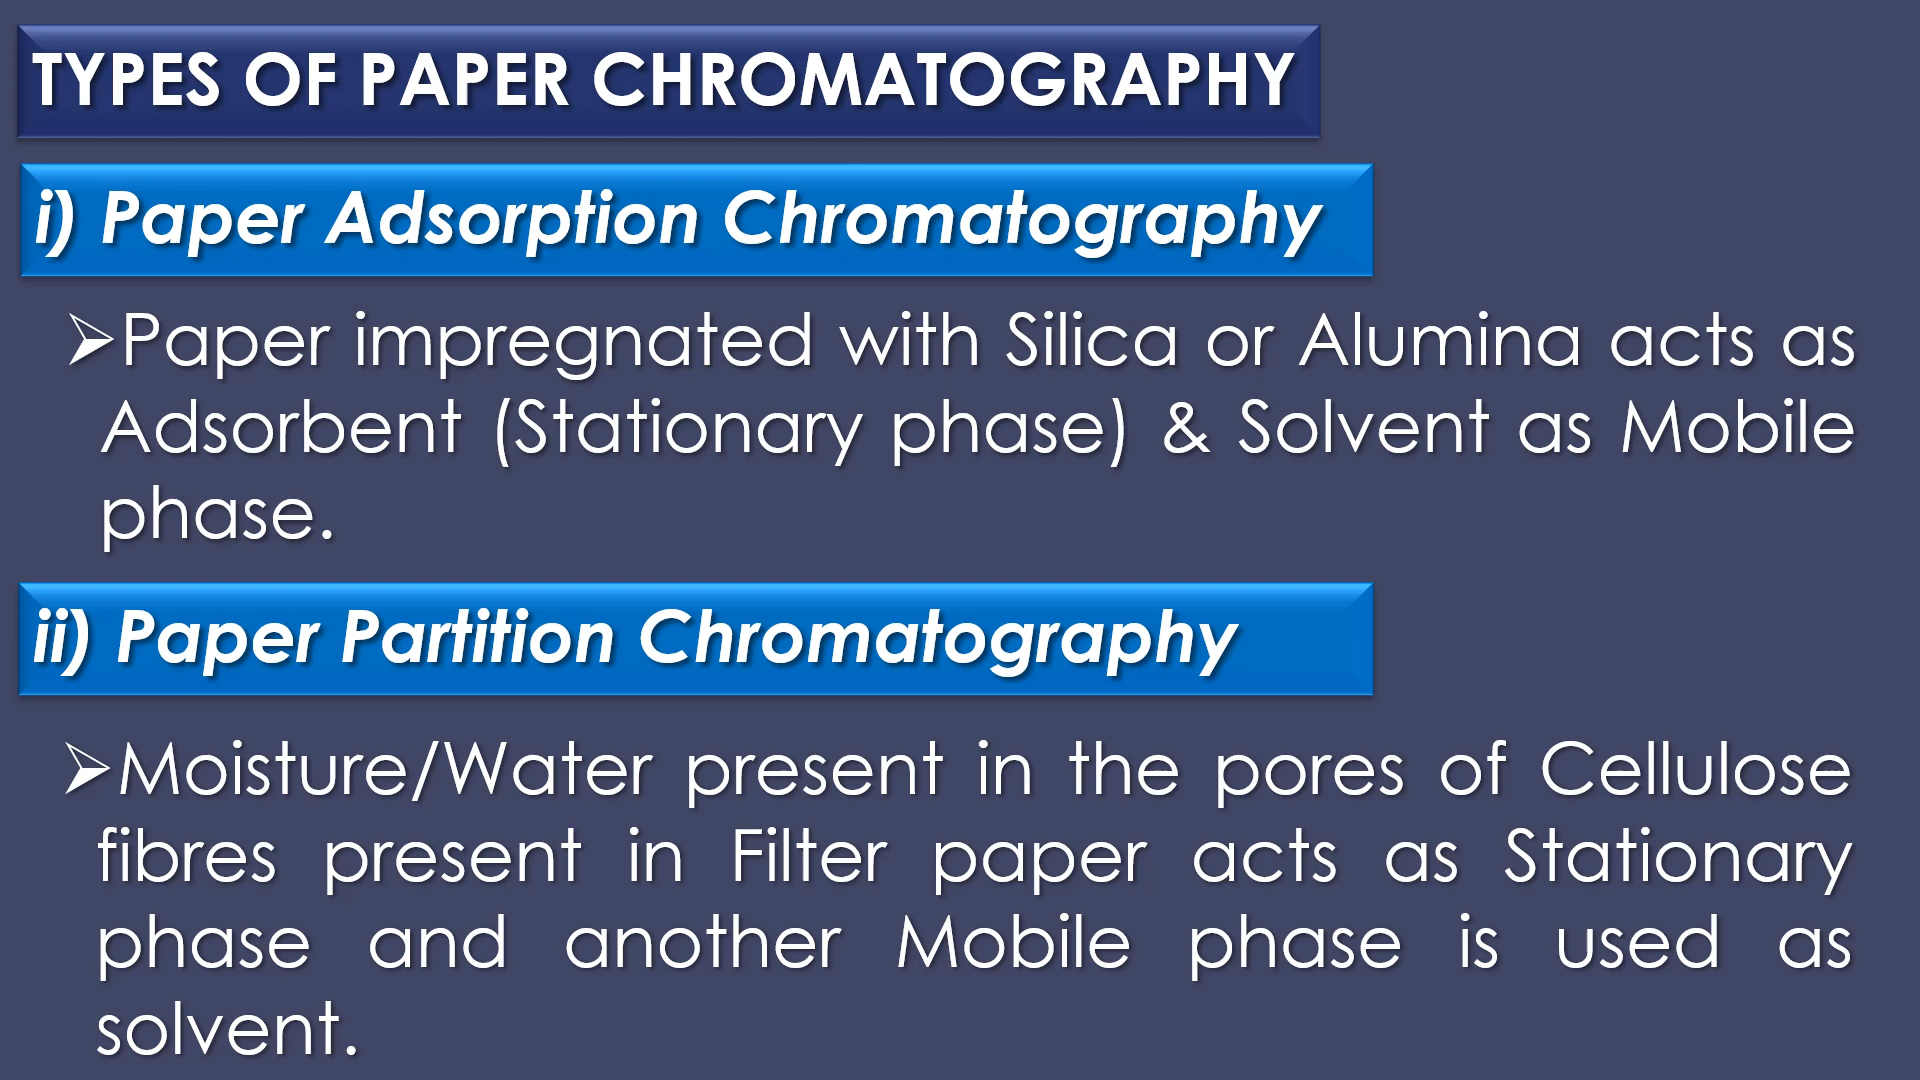 TYPES OF PAPER CHROMATOGRAPHY
i) Paper Adsorption Chromatography
➢Paper impregnated with Silica or Alumina acts as
Adsorbent (Stationary phase) & Solvent as Mobile
phase.
ii) Paper Partition Chromatography
➢Moisture/Water present in the pores of Cellulose
fibres present in Filter paper acts as Stationary
phase and another Mobile phase is used as
solvent.